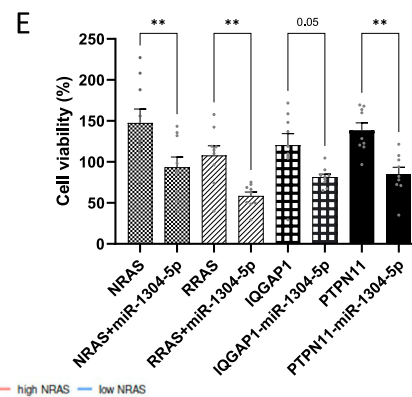 E
** ** 0.05 **
Cell viability (%)
250
200
150
100
50
0
NRAS
NRAS+miR-1304-5p
RRAS
RRAS+miR-1304-5p
IQGAP1
IQGAP1-miR-1304-5p
PTPN11
PTPN11-miR-1304-5p
high NRAS low NRAS